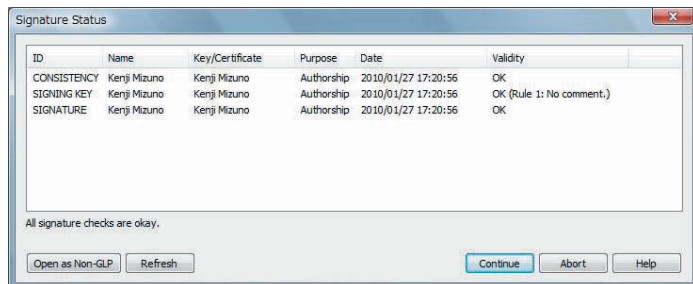 Signature Status
ID Name Key/Certificate Purpose Date Validity
CONSISTENCY Kenji Mizuno Kenji Mizuno Authorship 2010/01/27 17:20:56 OK
SIGNING KEY Kenji Mizuno Kenji Mizuno Authorship 2010/01/27 17:20:56 OK (Rule 1: No comment.)
SIGNATURE Kenji Mizuno Kenji Mizuno Authorship 2010/01/27 17:20:56 OK
All signature checks are okay.
Open as Non-GLP Refresh Continue Abort Help